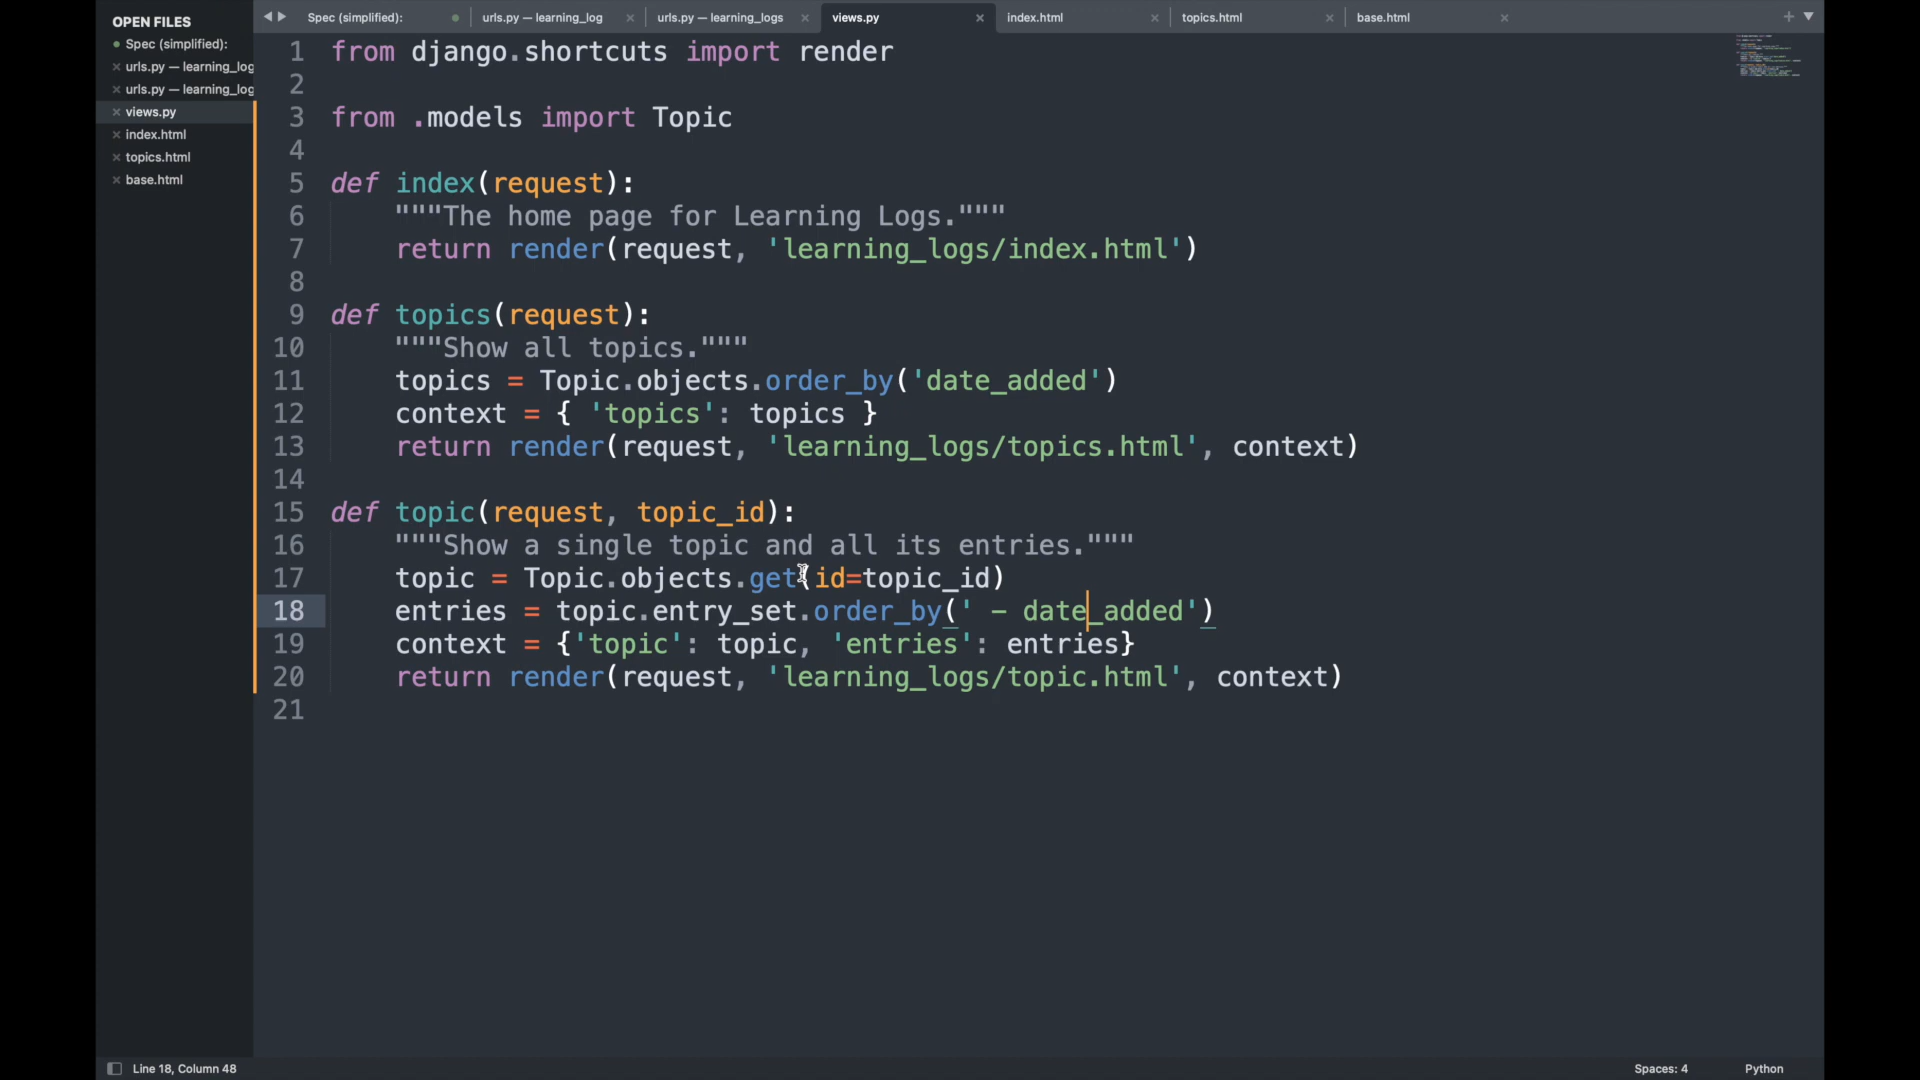 OPEN FILES
Spec (simplified):
urls.py — learning_log
urls.py — learning_log
views.py
index.html
topics.html
base.html
Spec (simplified): urls.py — learning_log urls.py — learning_logs views.py index.html topics.html base.html
1 from django.shortcuts import render
2
3 from .models import Topic
4
5 def index(request):
6 """The home page for Learning Logs."""
7 return render(request, 'learning_logs/index.html')
8
9 def topics(request):
10 """Show all topics."""
11 topics = Topic.objects.order_by('date_added')
12 context = { 'topics': topics }
13 return render(request, 'learning_logs/topics.html', context)
14
15 def topic(request, topic_id):
16 """Show a single topic and all its entries."""
17 topic = Topic.objects.get(id=topic_id)
18 entries = topic.entry_set.order_by(' - date_added')
19 context = {'topic': topic, 'entries': entries}
20 return render(request, 'learning_logs/topic.html', context)
21
Line 18, Column 48
Spaces: 4 Python